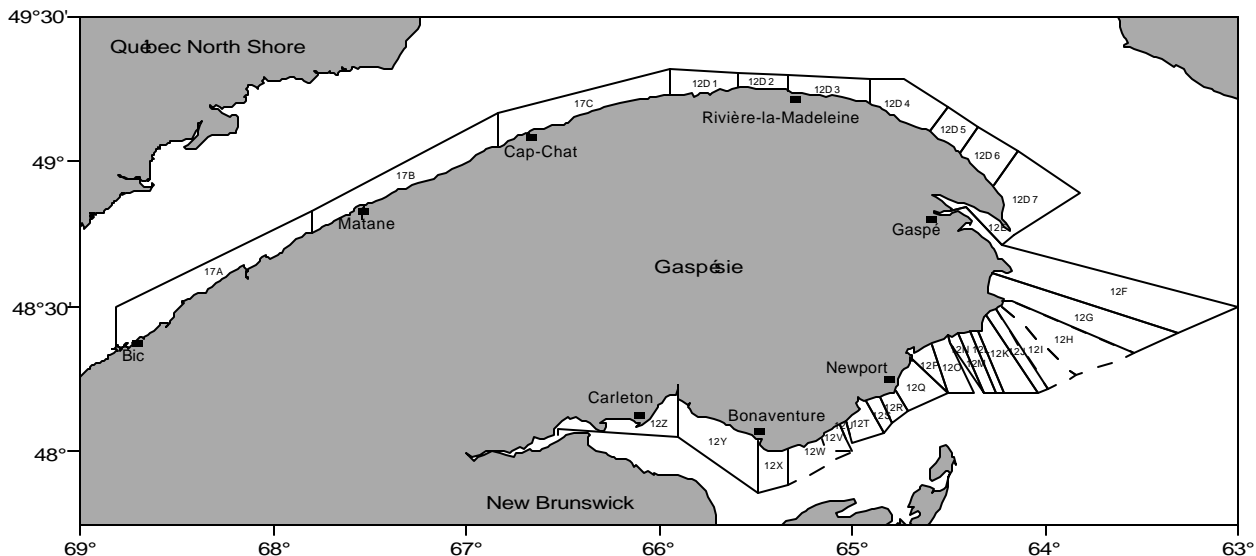 49°30'
Québec North Shore
12D 1
12D 2
12D 3
17C
12D 4
Rivière-la-Madeleine
12D 5
Cap-Chat
12D 6
49°
17B
12D 7
Matane
Gaspé
12E
Gaspésie
17A
12F
48°30'
12G
12H
Bic
12I
12J
12K
12L
12M
12N
12O
12P
Newport
12Q
Carleton
12R
12S
Bonaventure
12T
12U
12Z
12V
12Y
12W
48°
12X
New Brunswick
69°
68°
67°
66°
65°
64°
63°